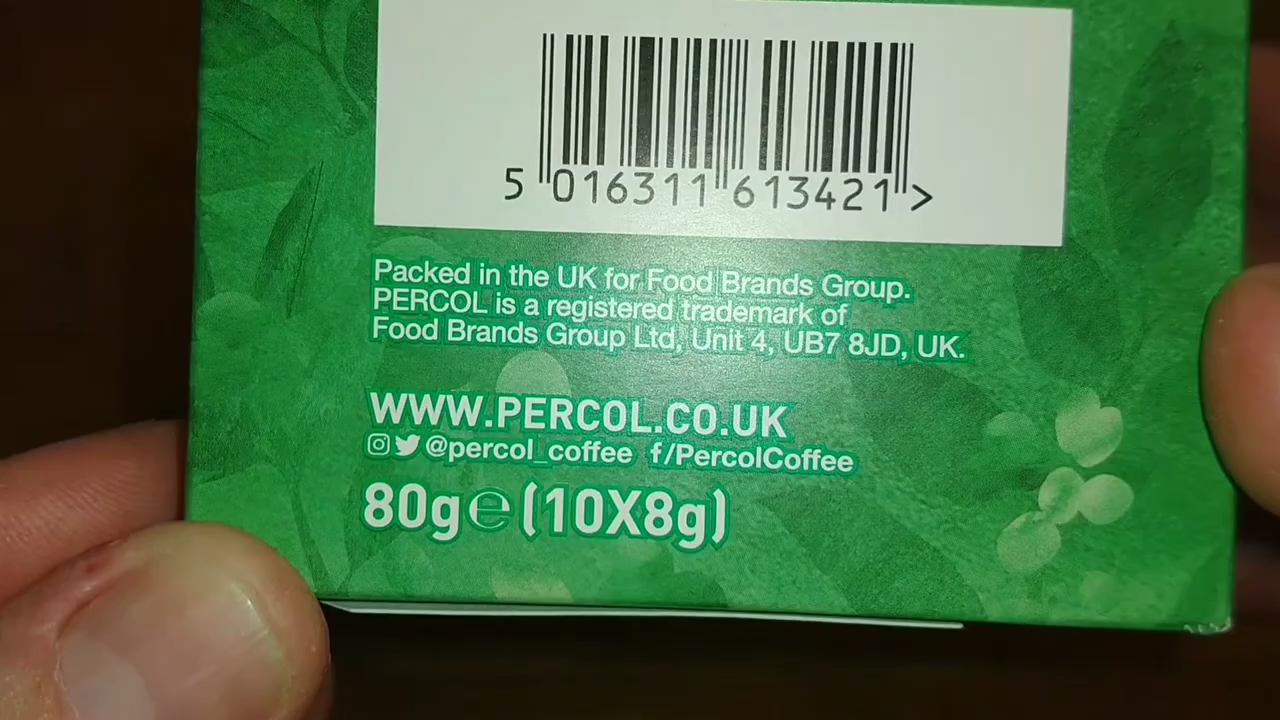 5 016311 613421 >
Packed in the UK for Food Brands Group.
PERCOL is a registered trademark of
Food Brands Group Ltd, Unit 4, UB7 8JD, UK.
WWW.PERCOL.CO.UK
@percol_coffee f/PercolCoffee
80g℮(10X8g)